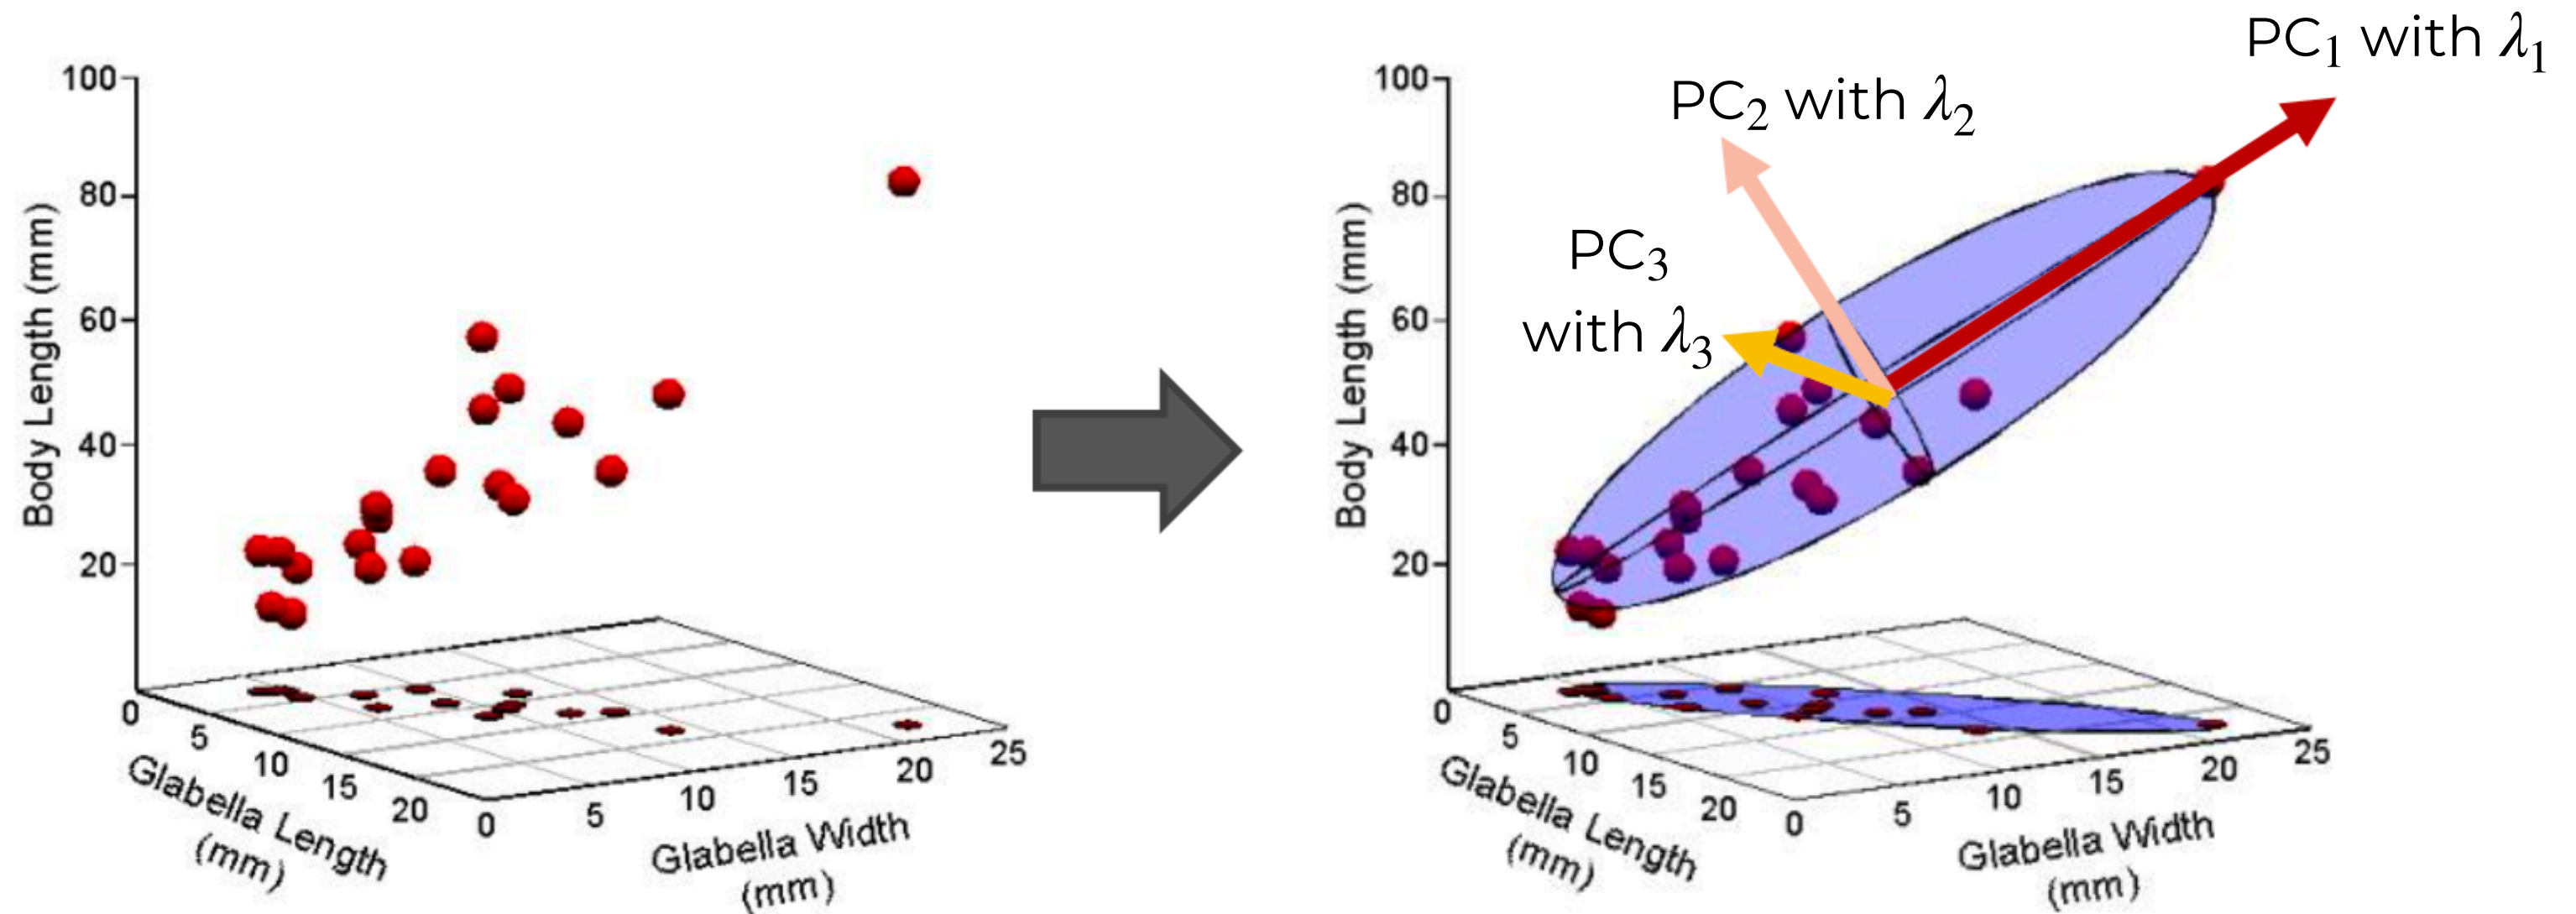 100
80
60
40
20
Body Length (mm)
0
5
10
15
20
Glabella Length
(mm)
0
5
10
15
20
25
Glabella Width
(mm)
PC₁ with λ₁
PC₂ with λ₂
PC₃
with λ₃
100
80
60
40
20
Body Length (mm)
0
5
10
15
20
Glabella Length
(mm)
0
5
10
15
20
25
Glabella Width
(mm)